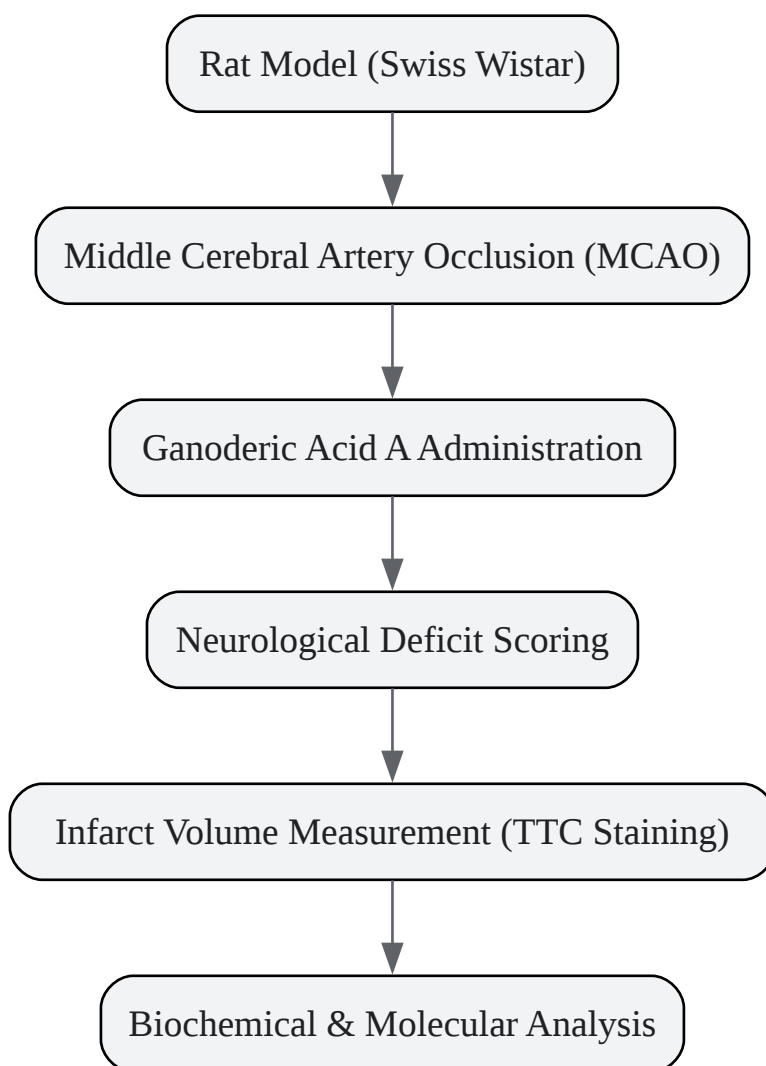 Rat Model (Swiss Wistar)
Middle Cerebral Artery Occlusion (MCAO)
Ganoderic Acid A Administration
Neurological Deficit Scoring
Infarct Volume Measurement (TTC Staining)
Biochemical & Molecular Analysis